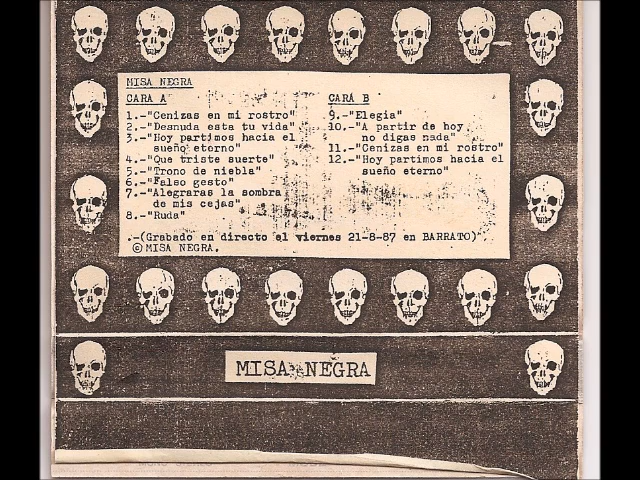 MISA NEGRA
CARA A
1.-"Cenizas en mi rostro"
2.-"Desnuda esta tu vida"
3.-"Hoy partimos hacia el
sueño eterno"
4.-"Que triste suerte"
5.-"Trono de niebla"
6.-"Falso gesto"
7.-"Alegraras la sombra
de mis cejas"
8.-"Ruda"
CARA B
9.-"Elegia"
10.-"A partir de hoy
no digas nada"
11.-"Cenizas en mi rostro"
12.-"Hoy partimos hacia el
sueño eterno"
.-(Grabado en directo el viernes 21-8-87 en BARRATO)
©MISA NEGRA.
MISA NEGRA